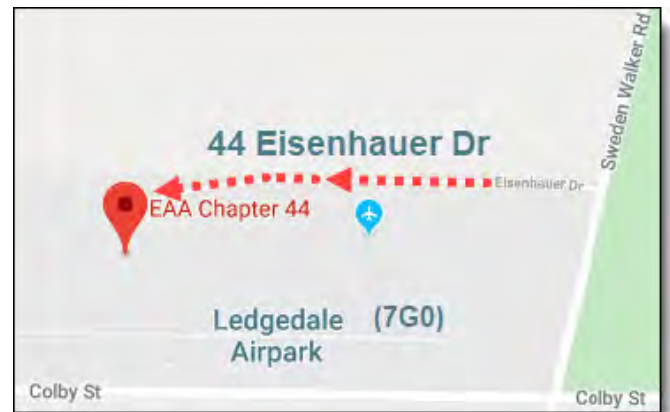 Sweden Walker Rd
44 Eisenhauer Dr
Eisenhauer Dr
EAA Chapter 44
Ledgedale (7G0)
Airpark
Colby St
Colby St